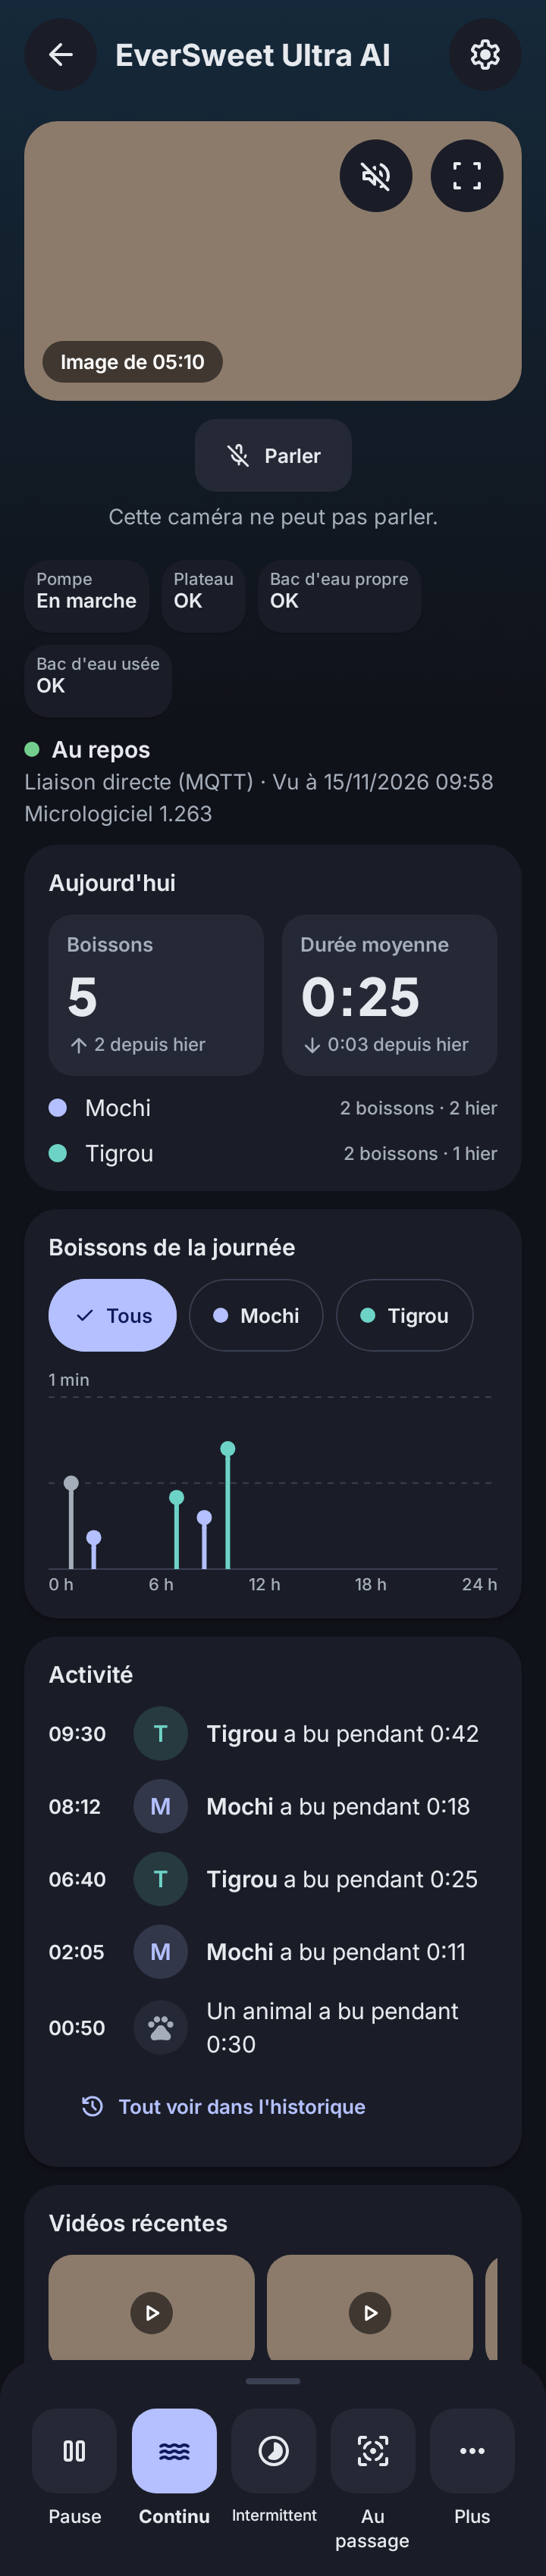 EverSweet Ultra AI
Image de 05:10
Parler
Cette caméra ne peut pas parler.
Pompe
En marche
Plateau
OK
Bac d'eau propre
OK
Bac d'eau usée
OK
Au repos
Liaison directe (MQTT) · Vu à 15/11/2026 09:58
Micrologiciel 1.263
Aujourd'hui
Boissons
5
↑ 2 depuis hier
Durée moyenne
0:25
↓ 0:03 depuis hier
Mochi
2 boissons · 2 hier
Tigrou
2 boissons · 1 hier
Boissons de la journée
Tous
Mochi
Tigrou
1 min
0 h
6 h
12 h
18 h
24 h
Activité
09:30
T
Tigrou a bu pendant 0:42
08:12
M
Mochi a bu pendant 0:18
06:40
T
Tigrou a bu pendant 0:25
02:05
M
Mochi a bu pendant 0:11
00:50
Un animal a bu pendant
0:30
Tout voir dans l'historique
Vidéos récentes
Pause
Continu
Intermittent
Au
passage
Plus